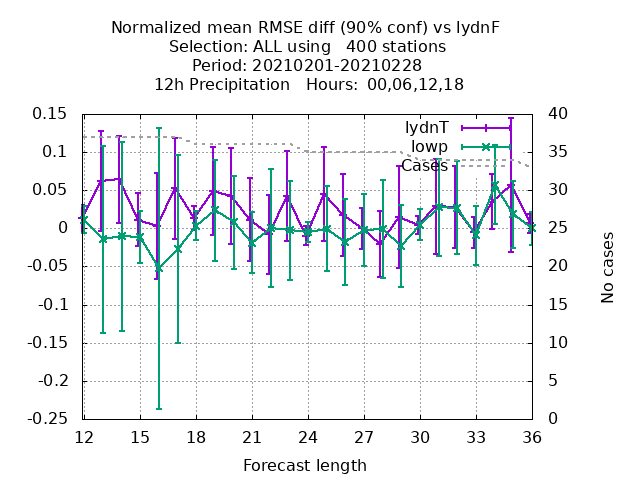 Normalized mean RMSE diff (90% conf) vs lydnF
Selection: ALL using   400 stations
Period: 20210201-20210228
12h Precipitation   Hours:  00,06,12,18
0.15
0.1
0.05
0
-0.05
-0.1
-0.15
-0.2
-0.25
40
35
30
25
20
15
10
5
0
lydnT
lowp
Cases
No cases
12 15 18 21 24 27 30 33 36
Forecast length